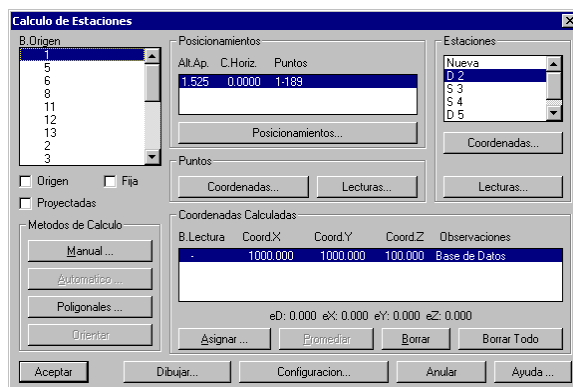 Calculo de Estaciones
B.Origen
1
5
6
8
11
12
13
2
3
Origen
Fija
Proyectadas
Metodos de Calculo
Manual ...
Automatico ...
Poligonales ...
Orientar
Posicionamientos
Alt.Ap. C.Horiz. Puntos
1.525 0.0000 1-189
Posicionamientos...
Puntos
Coordenadas... Lecturas...
Estaciones
Nueva
D 2
S 3
S 4
D 5
Coordenadas...
Lecturas...
Coordenadas Calculadas
B.Lectura Coord.X Coord.Y Coord.Z Observaciones
- 1000.000 1000.000 100.000 Base de Datos
eD: 0.000 eX: 0.000 eY: 0.000 eZ: 0.000
Asignar ... Promediar Borrar Borrar Todo
Aceptar Dibujar... Configuracion... Anular Ayuda ...